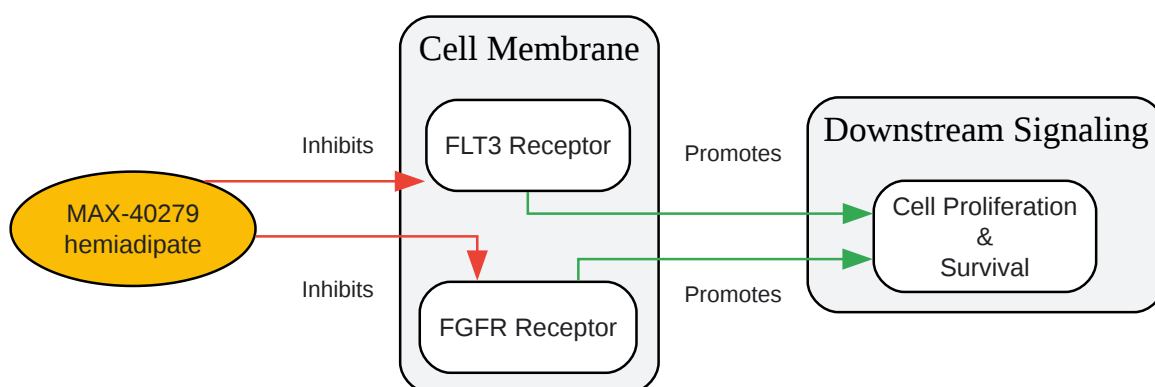 Cell Membrane
Downstream Signaling
Inhibits
FLT3 Receptor
Promotes
MAX-40279
hemiadipate
Cell Proliferation
&
Survival
Inhibits
FGFR Receptor
Promotes